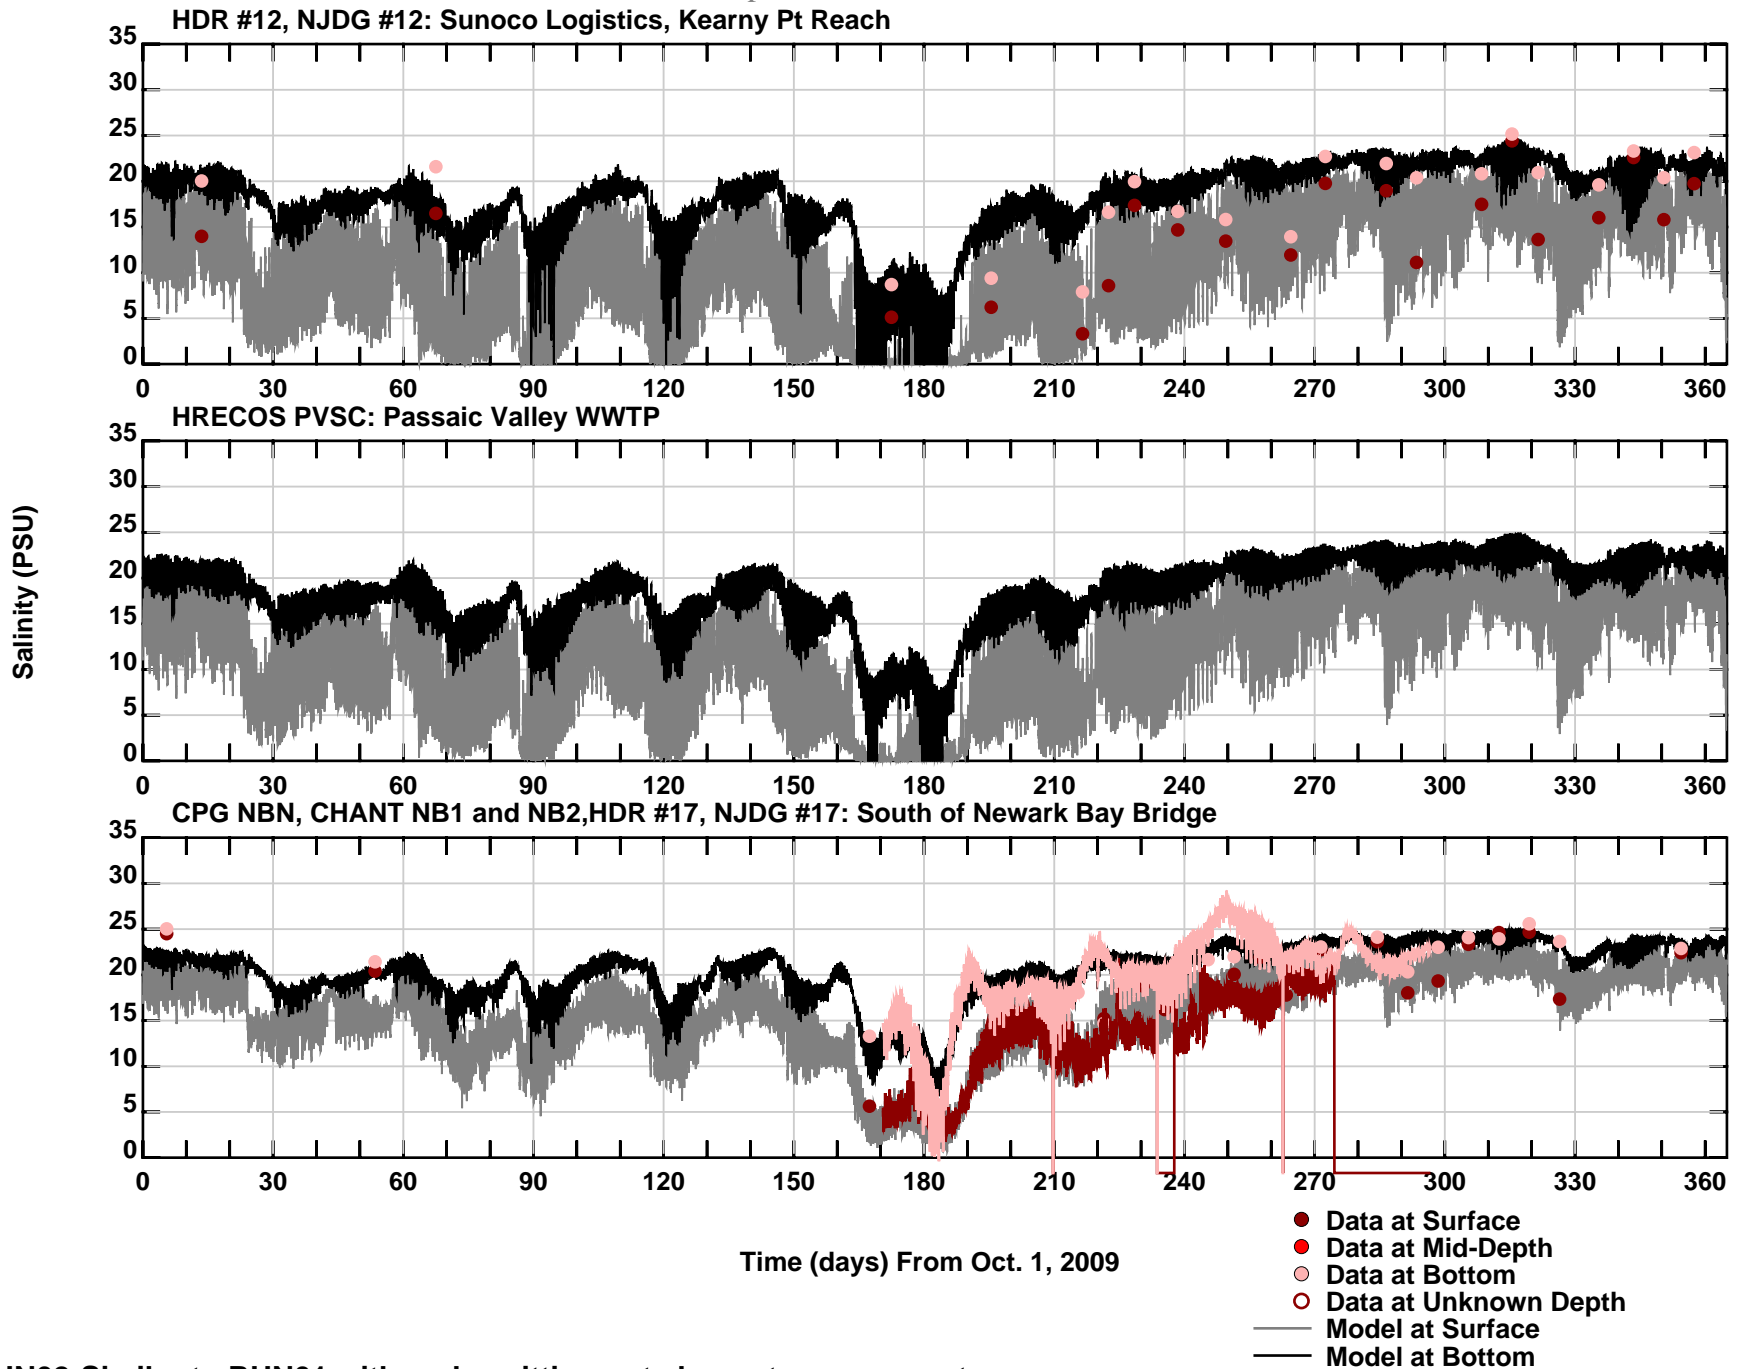 HDR #12, NJDG #12: Sunoco Logistics, Kearny Pt Reach
35
30
25
20
15
10
5
0
0 30 60 90 120 150 180 210 240 270 300 330 360
HRECOS PVSC: Passaic Valley WWTP
35
30
25
20
15
10
5
0
0 30 60 90 120 150 180 210 240 270 300 330 360
Salinity (PSU)
CPG NBN, CHANT NB1 and NB2,HDR #17, NJDG #17: South of Newark Bay Bridge
35
30
25
20
15
10
5
0
0 30 60 90 120 150 180 210 240 270 300 330 360
Time (days) From Oct. 1, 2009
Data at Surface
Data at Mid-Depth
Data at Bottom
Data at Unknown Depth
Model at Surface
Model at Bottom